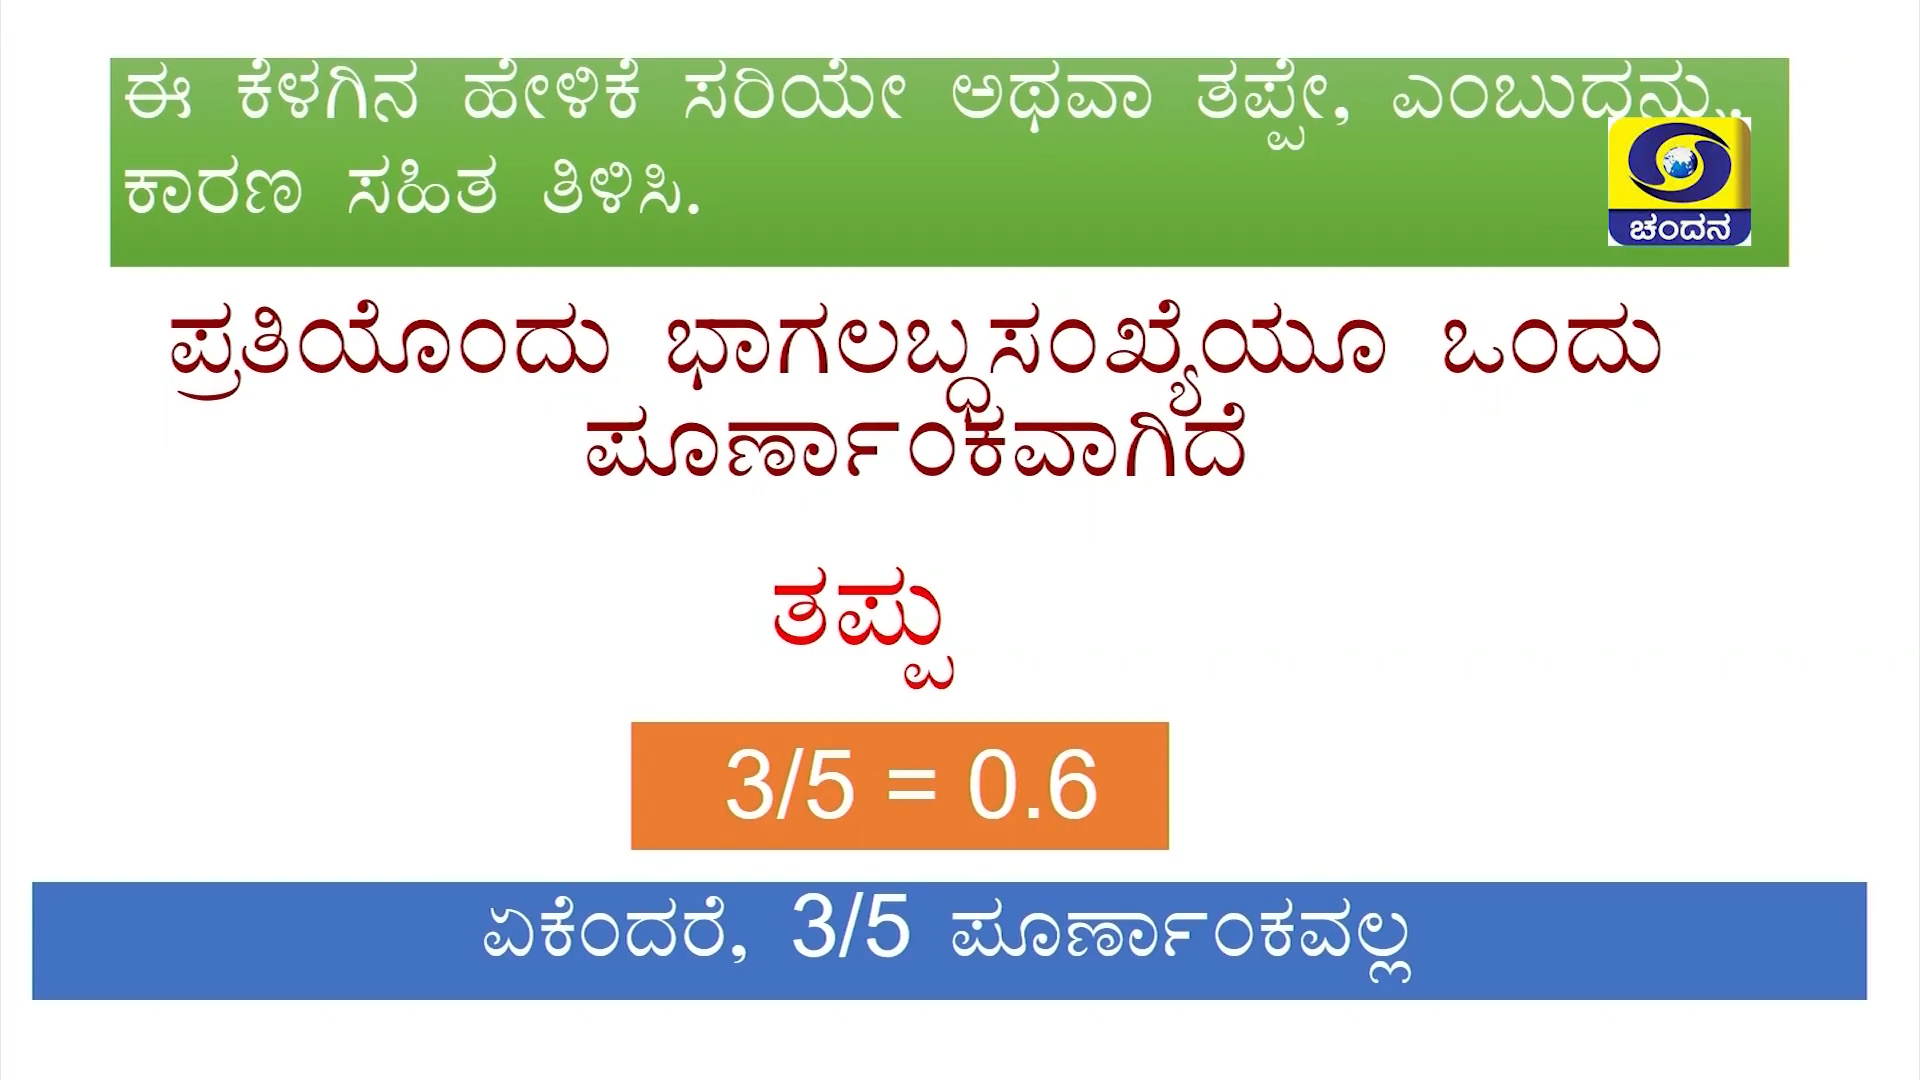 ಈ ಕೆಳಗಿನ ಹೇಳಿಕೆ ಸರಿಯೇ ಅಥವಾ ತಪ್ಪೇ, ಎಂಬುದನ್ನು
ಕಾರಣ ಸಹಿತ ತಿಳಿಸಿ.
ಚಂದನ
ಪ್ರತಿಯೊಂದು ಭಾಗಲಬ್ಧಸಂಖ್ಯೆಯೂ ಒಂದು
ಪೂರ್ಣಾಂಕವಾಗಿದೆ
ತಪ್ಪು
3/5 = 0.6
ಏಕೆಂದರೆ, 3/5 ಪೂರ್ಣಾಂಕವಲ್ಲ